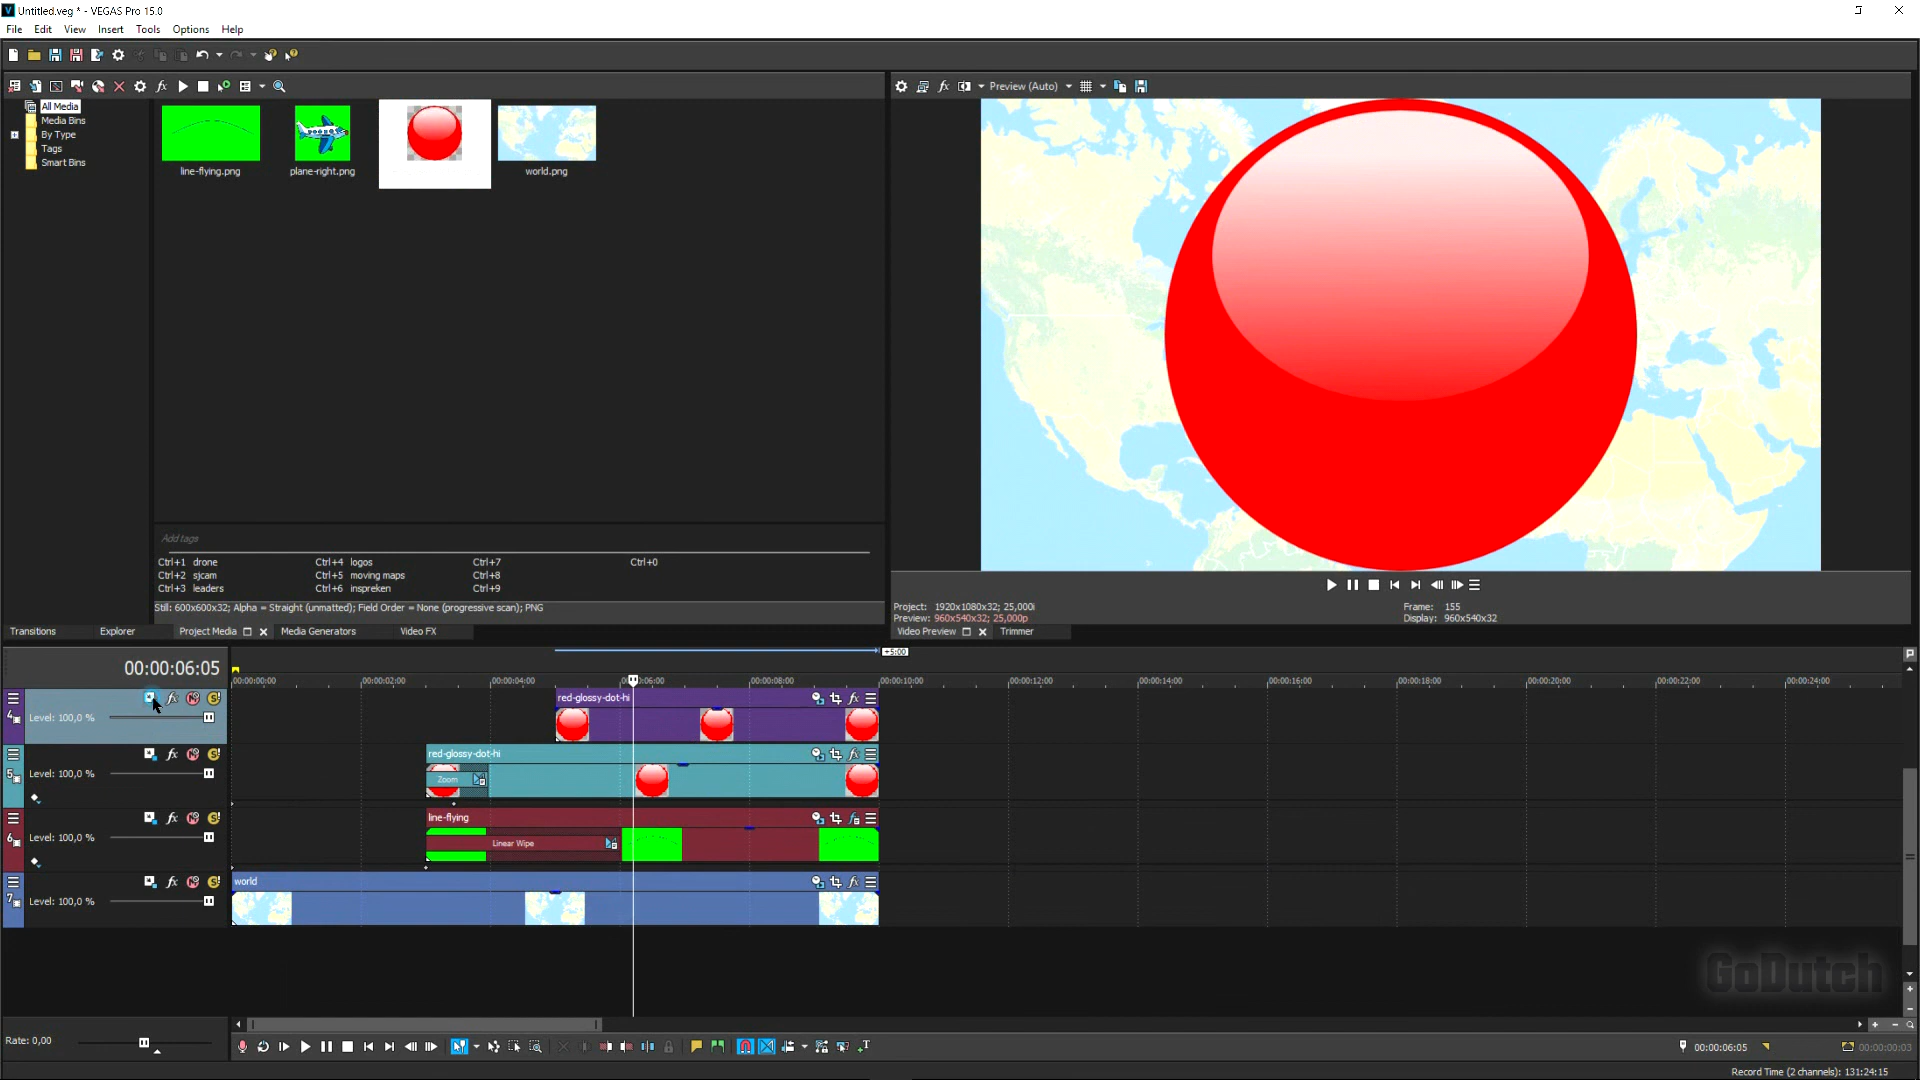 Untitled.veg * - VEGAS Pro 15.0
File Edit View Insert Tools Options Help
Preview (Auto)
All Media
Media Bins
By Type
Tags
Smart Bins
line-flying.png
plane-right.png
world.png
Add tags
Ctrl+1 drone
Ctrl+4 logos
Ctrl+7
Ctrl+0
Ctrl+2 sjcam
Ctrl+5 moving maps
Ctrl+8
Ctrl+3 leaders
Ctrl+6 inspreken
Ctrl+9
Still: 600x600x32; Alpha = Straight (unmatted); Field Order = None (progressive scan); PNG
Project: 1920x1080x32; 25,000i
Frame: 155
Preview: 960x540x32; 25,000p
Display: 960x540x32
Transitions Explorer Project Media Media Generators Video FX
Video Preview Trimmer
+5:00
00:00:06:05
00:00:00:00 00:00:02:00 00:00:04:00 00:00:06:00 00:00:08:00 00:00:10:00 00:00:12:00 00:00:14:00 00:00:16:00 00:00:18:00 00:00:20:00 00:00:22:00 00:00:24:00
red-glossy-dot-hi
4 Level: 100,0 %
red-glossy-dot-hi
5 Level: 100,0 %
Zoom
line-flying
6 Level: 100,0 %
Linear Wipe
world
7 Level: 100,0 %
GoDutch
Rate: 0,00
00:00:06:05
00:00:00:03
Record Time (2 channels): 131:24:15